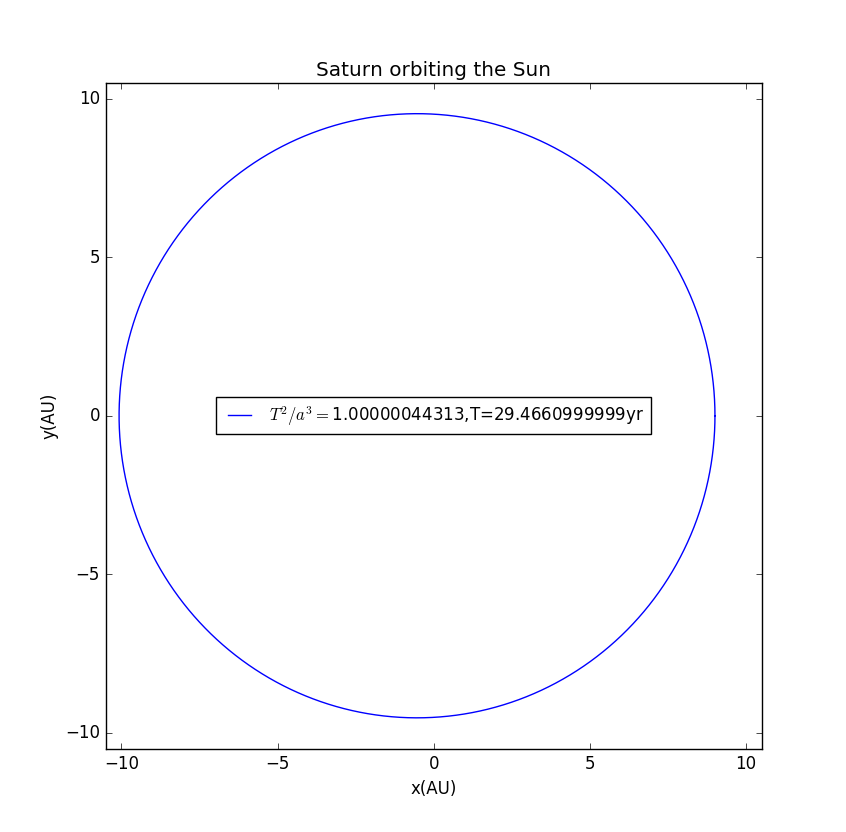 Saturn orbiting the Sun
10
5
0
−5
−10
y(AU)
T²/a³ =1.00000044313,T=29.4660999999yr
−10 −5 0 5 10
x(AU)